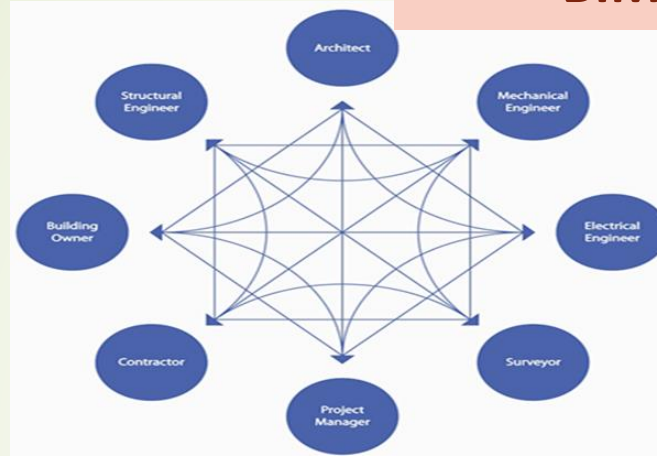 Architect
Structural
Engineer
Mechanical
Engineer
Building
Owner
Electrical
Engineer
Contractor
Surveyor
Project
Manager